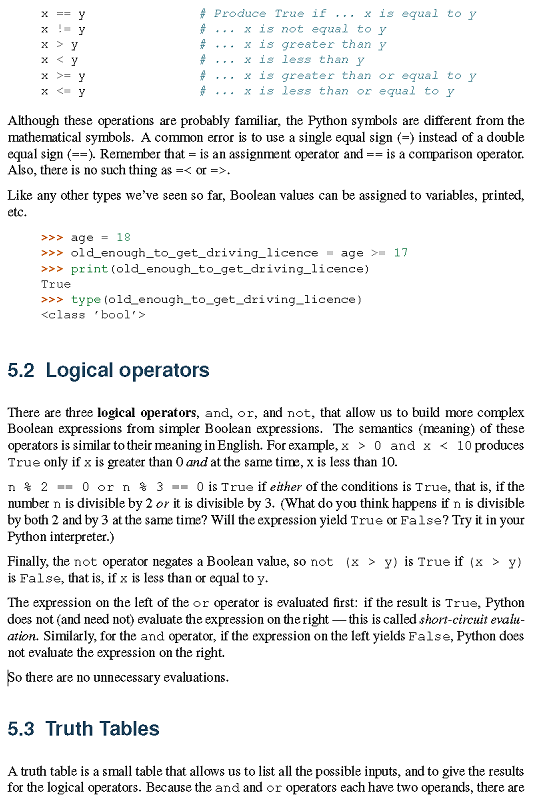 x == y # Produce True if ... x is equal to y
x != y # ... x is not equal to y
x > y # ... x is greater than y
x < y # ... x is less than y
x >= y # ... x is greater than or equal to y
x <= y # ... x is less than or equal to y
Although these operations are probably familiar, the Python symbols are different from the
mathematical symbols. A common error is to use a single equal sign (=) instead of a double
equal sign (==). Remember that = is an assignment operator and == is a comparison operator.
Also, there is no such thing as =< or =>.
Like any other types we've seen so far, Boolean values can be assigned to variables, printed,
etc.
>>> age = 18
>>> old_enough_to_get_driving_licence = age >= 17
>>> print(old_enough_to_get_driving_licence)
True
>>> type(old_enough_to_get_driving_licence)
<class 'bool'>
5.2 Logical operators
There are three logical operators, and, or, and not, that allow us to build more complex
Boolean expressions from simpler Boolean expressions. The semantics (meaning) of these
operators is similar to their meaning in English. For example, x > 0 and x < 10 produces
True only if x is greater than 0 and at the same time, x is less than 10.
n % 2 == 0 or n % 3 == 0 is True if either of the conditions is True, that is, if the
number n is divisible by 2 or it is divisible by 3. (What do you think happens if n is divisible
by both 2 and by 3 at the same time? Will the expression yield True or False? Try it in your
Python interpreter.)
Finally, the not operator negates a Boolean value, so not (x > y) is True if (x > y)
is False, that is, if x is less than or equal to y.
The expression on the left of the or operator is evaluated first: if the result is True, Python
does not (and need not) evaluate the expression on the right — this is called short-circuit evalu-
ation. Similarly, for the and operator, if the expression on the left yields False, Python does
not evaluate the expression on the right.
So there are no unnecessary evaluations.
5.3 Truth Tables
A truth table is a small table that allows us to list all the possible inputs, and to give the results
for the logical operators. Because the and and or operators each have two operands, there are